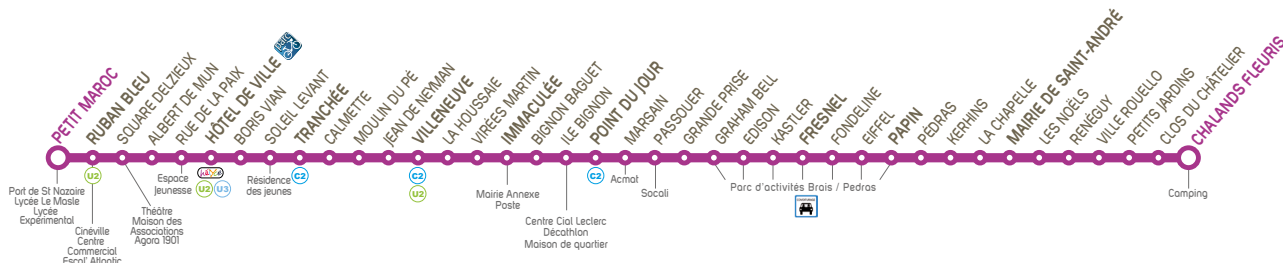 PETIT MAROC
RUBAN BLEU
SQUARE DELZIEUX
ALBERT DE MUN
RUE DE LA PAIX
HÔTEL DE VILLE
BORIS VIAN
SOLEIL LEVANT
TRANCHÉE
CALMETTE
MOULIN DU PÉ
JEAN DE NEYMAN
VILLENEUVE
LA HOUSSAIE
VIRÉES MARTIN
IMMACULÉE
BIGNON BAGUET
ILE BIGNON
POINT DU JOUR
MARSAIN
PASSOUER
GRANDE PRISE
GRAHAM BELL
EDISON
KASTLER
FRESNEL
FONDELINE
EIFFEL
PAPIN
PÉDRAS
KERHINS
LA CHAPELLE
MAIRIE DE SAINT-ANDRÉ
LES NOËLS
RENÉGUY
VILLE ROUELLO
PETITS JARDINS
CLOS DU CHÂTELIER
CHALANDS FLEURIS
Port de St Nazaire
Lycée Le Masle
Lycée
Expérimental
U2
Cinéville
Centre
Commercial
Escal' Atlantic
Théâtre
Maison des
Associations
Agora 1901
Espace
Jeunesse
U2 U3
Résidence
des jeunes
C2
C2
U2
Mairie Annexe
Poste
Centre Cial Leclerc
Décathlon
Maison de quartier
C2
Acmat
Socali
Parc d'activités Brais / Pedras
Camping